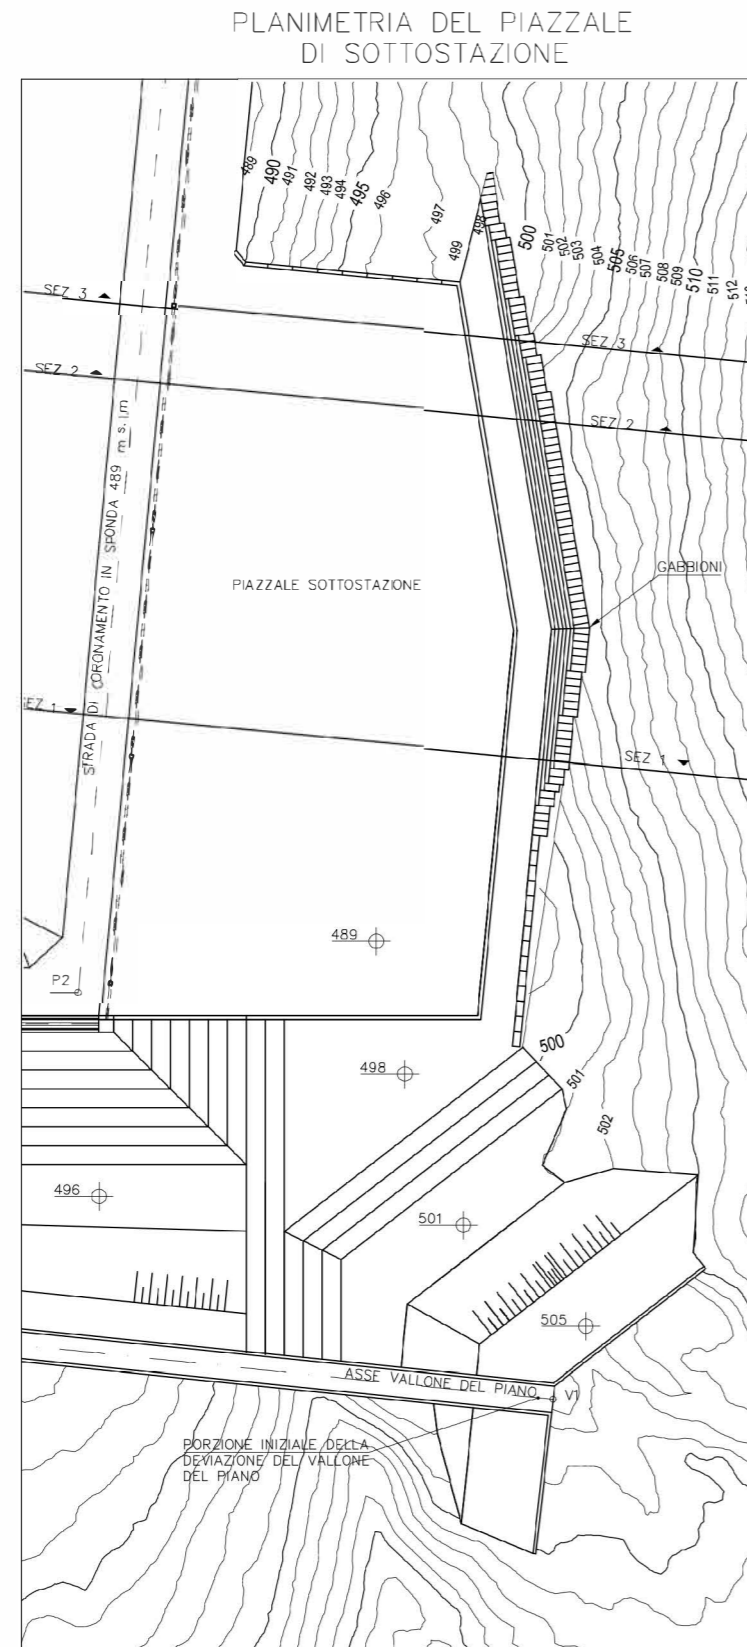 PLANIMETRIA DEL PIAZZALE
DI SOTTOSTAZIONE
489
490
491
492
493
494
495
496
497
498
499
500
501
502
503
504
505
506
507
508
509
510
511
512
SEZ 3
SEZ 3
SEZ 2
SEZ 2
STRADA DI CORONAMENTO IN SPONDA 489 m s.l.m
PIAZZALE SOTTOSTAZIONE
GABBIONI
SEZ 1
EZ 1
489
P2
498
500
501
502
496
501
505
ASSE VALLONE DEL PIANO
V1
PORZIONE INIZIALE DELLA
DEVIAZIONE DEL VALLONE
DEL PIANO